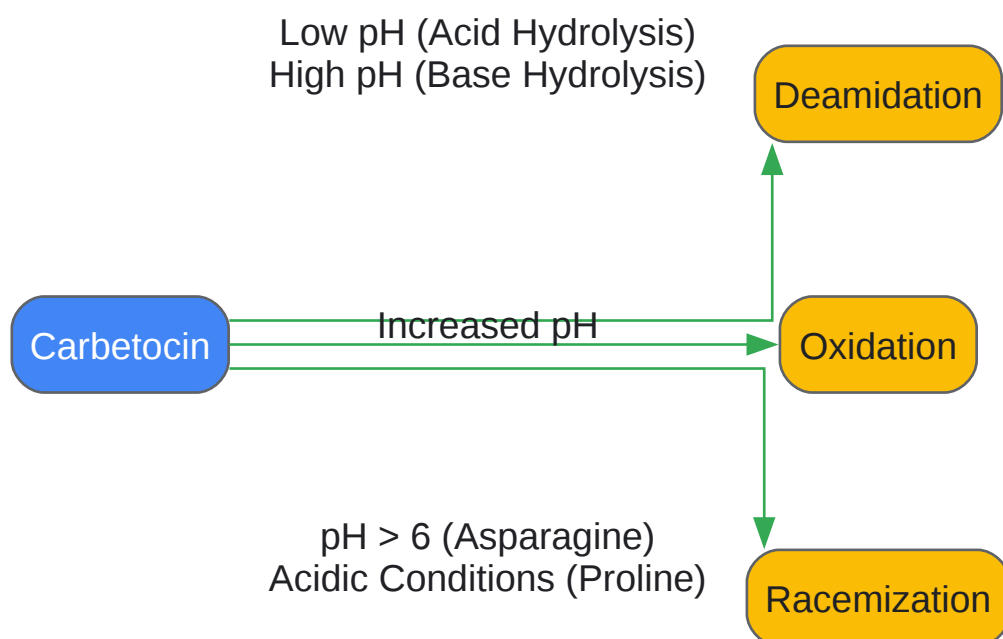 Low pH (Acid Hydrolysis)
High pH (Base Hydrolysis)
Deamidation
Increased pH
Carbetocin
Oxidation
pH > 6 (Asparagine)
Acidic Conditions (Proline)
Racemization